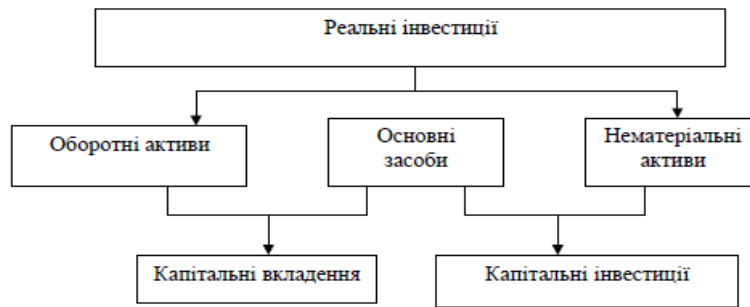 Реальні інвестиції
Оборотні активи
Основні
засоби
Нематеріальні
активи
Капітальні вкладення
Капітальні інвестиції